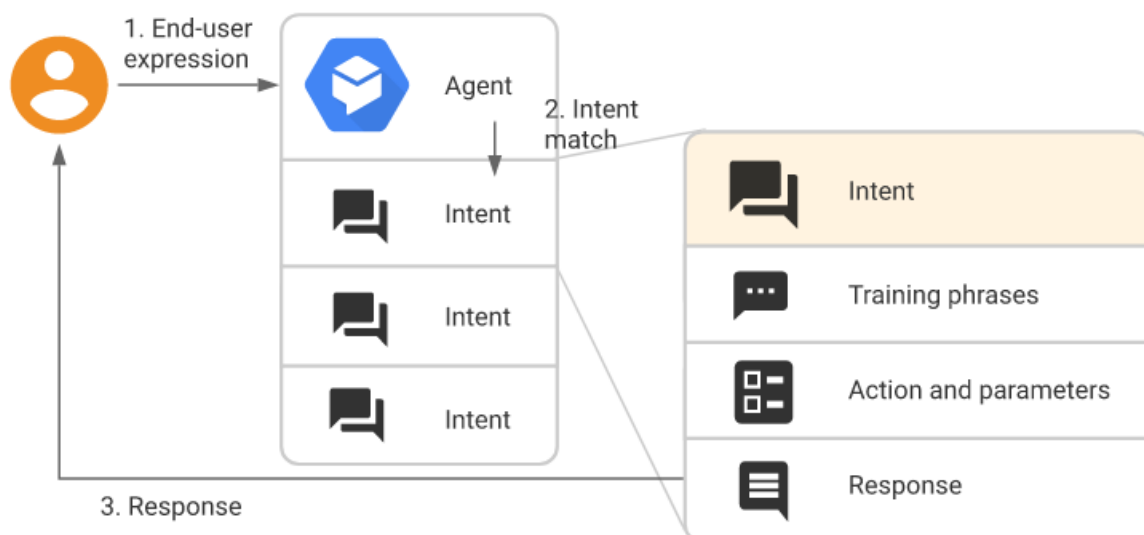 1. End-user
expression
Agent
2. Intent
match
Intent
Intent
Intent
Intent
Training phrases
Action and parameters
Response
3. Response